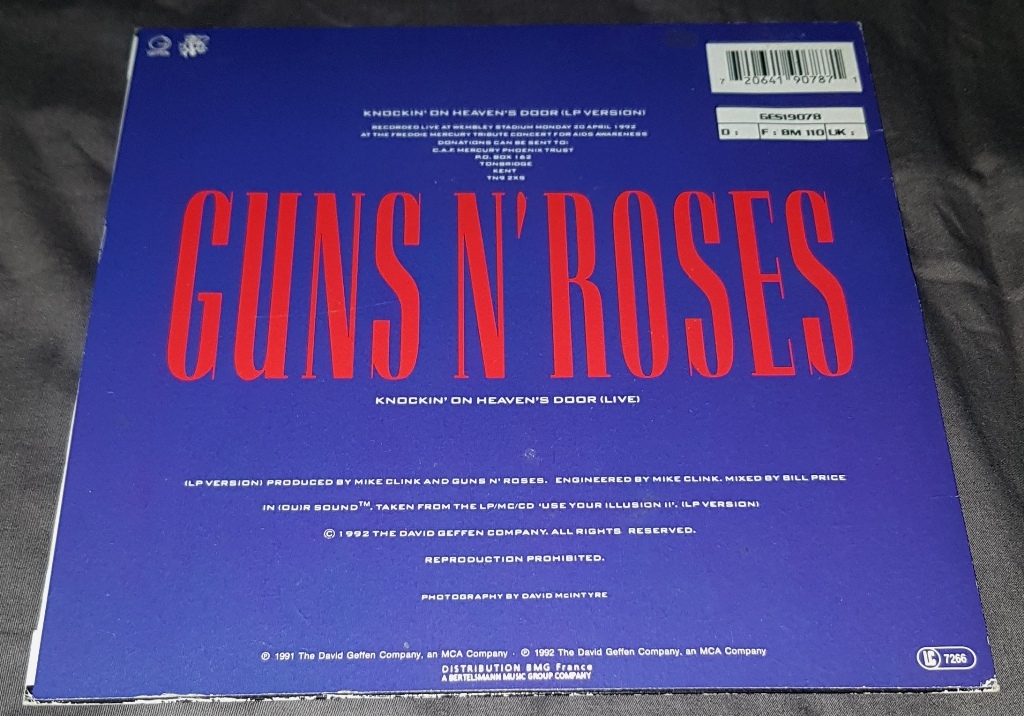 7 20641 90787 1
GES19078
D: F: BM 110 UK:
KNOCKIN' ON HEAVEN'S DOOR (LP VERSION)
RECORDED LIVE AT WEMBLEY STADIUM MONDAY 20 APRIL 1992
AT THE FREDDIE MERCURY TRIBUTE CONCERT FOR AIDS AWARENESS
DONATIONS CAN BE SENT TO:
C.A.F. MERCURY PHOENIX TRUST
P.O. BOX 162
TONBRIDGE
KENT
TN9 2XS
GUNS N' ROSES
KNOCKIN' ON HEAVEN'S DOOR (LIVE)
(LP VERSION) PRODUCED BY MIKE CLINK AND GUNS N' ROSES. ENGINEERED BY MIKE CLINK. MIXED BY BILL PRICE
IN (OUIR SOUND™. TAKEN FROM THE LP/MC/CD 'USE YOUR ILLUSION II'. (LP VERSION)
© 1992 THE DAVID GEFFEN COMPANY. ALL RIGHTS RESERVED.
REPRODUCTION PROHIBITED.
PHOTOGRAPHY BY DAVID McINTYRE
℗ 1991 The David Geffen Company, an MCA Company · ℗ 1992 The David Geffen Company, an MCA Company
DISTRIBUTION BMG France
A BERTELSMANN MUSIC GROUP COMPANY
LC 7266